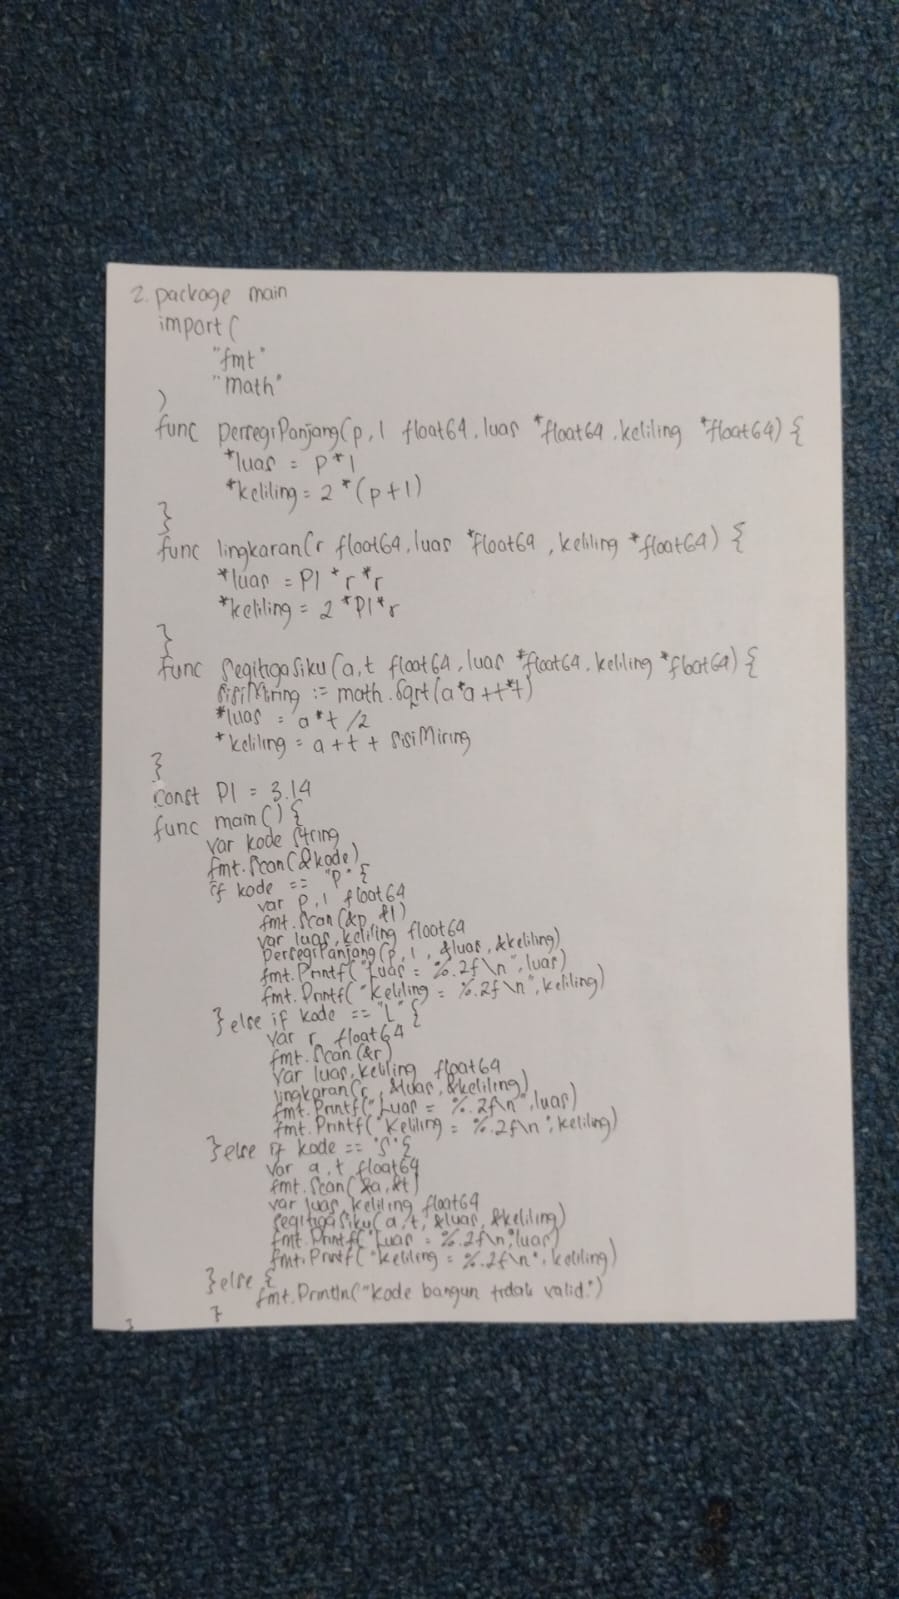 2. package main
import (
"fmt"
"math"
)
func persegiPanjang(p, l float64, luas *float64, keliling *float64) {
*luas = p * l
*keliling = 2 * (p + l)
}
func lingkaran(r float64, luas *float64, keliling *float64) {
*luas = PI * r * r
*keliling = 2 * PI * r
}
func segitigaSiku(a, t float64, luas *float64, keliling *float64) {
sisiMiring := math.Sqrt(a*a + t*t)
*luas = a * t / 2
*keliling = a + t + sisiMiring
}
const PI = 3.14
func main() {
var kode string
fmt.Scan(&kode)
if kode == "P" {
var p, l float64
fmt.Scan(&p, &l)
var luas, keliling float64
persegiPanjang(p, l, &luas, &keliling)
fmt.Printf("Luas = %.2f\n", luas)
fmt.Printf("Keliling = %.2f\n", keliling)
} else if kode == "L" {
var r float64
fmt.Scan(&r)
var luas, keliling float64
lingkaran(r, &luas, &keliling)
fmt.Printf("Luas = %.2f\n", luas)
fmt.Printf("Keliling = %.2f\n", keliling)
} else if kode == "S" {
var a, t float64
fmt.Scan(&a, &t)
var luas, keliling float64
segitigaSiku(a, t, &luas, &keliling)
fmt.Printf("Luas = %.2f\n", luas)
fmt.Printf("Keliling = %.2f\n", keliling)
} else {
fmt.Println("Kode bangun tidak valid.")
}
}